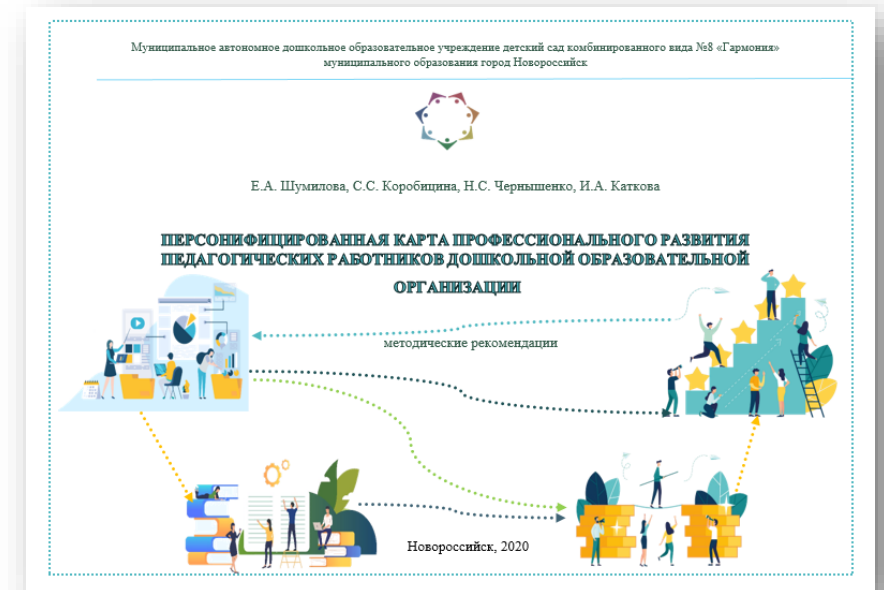 Муниципальное автономное дошкольное образовательное учреждение детский сад комбинированного вида №8 «Гармония»
муниципального образования город Новороссийск
Е.А. Шумилова, С.С. Коробицина, Н.С. Чернышенко, И.А. Каткова
ПЕРСОНИФИЦИРОВАННАЯ КАРТА ПРОФЕССИОНАЛЬНОГО РАЗВИТИЯ
ПЕДАГОГИЧЕСКИХ РАБОТНИКОВ ДОШКОЛЬНОЙ ОБРАЗОВАТЕЛЬНОЙ
ОРГАНИЗАЦИИ
методические рекомендации
Новороссийск, 2020